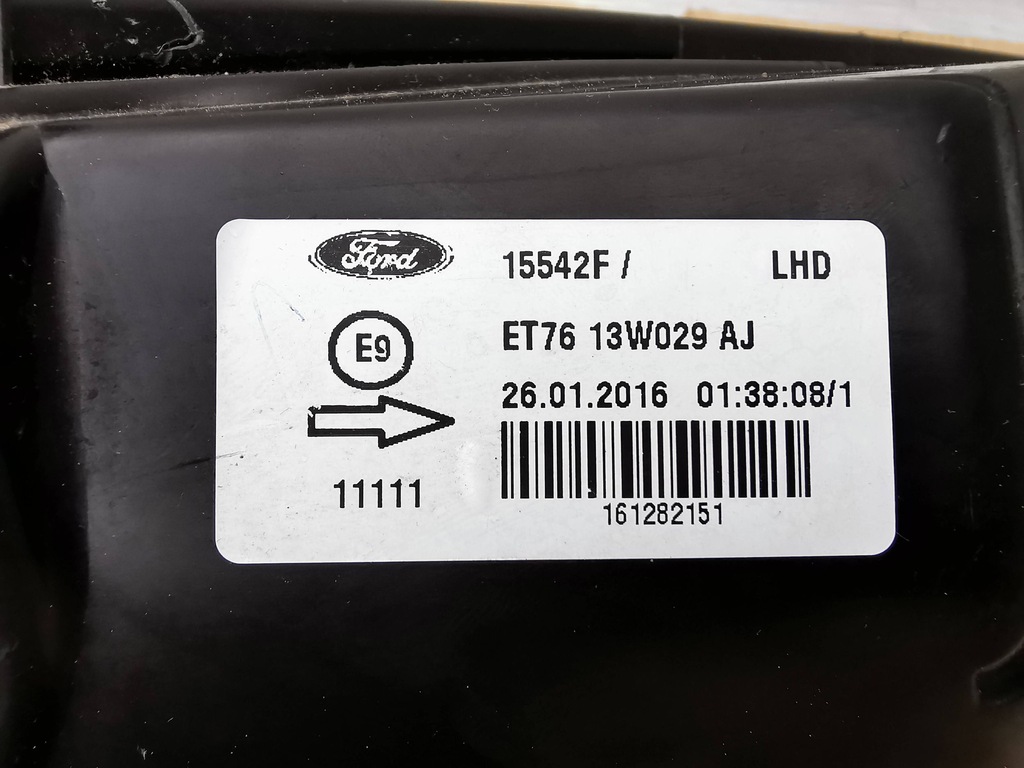 Ford
15542F / LHD
E9
ET76 13W029 AJ
26.01.2016 01:38:08/1
11111
161282151